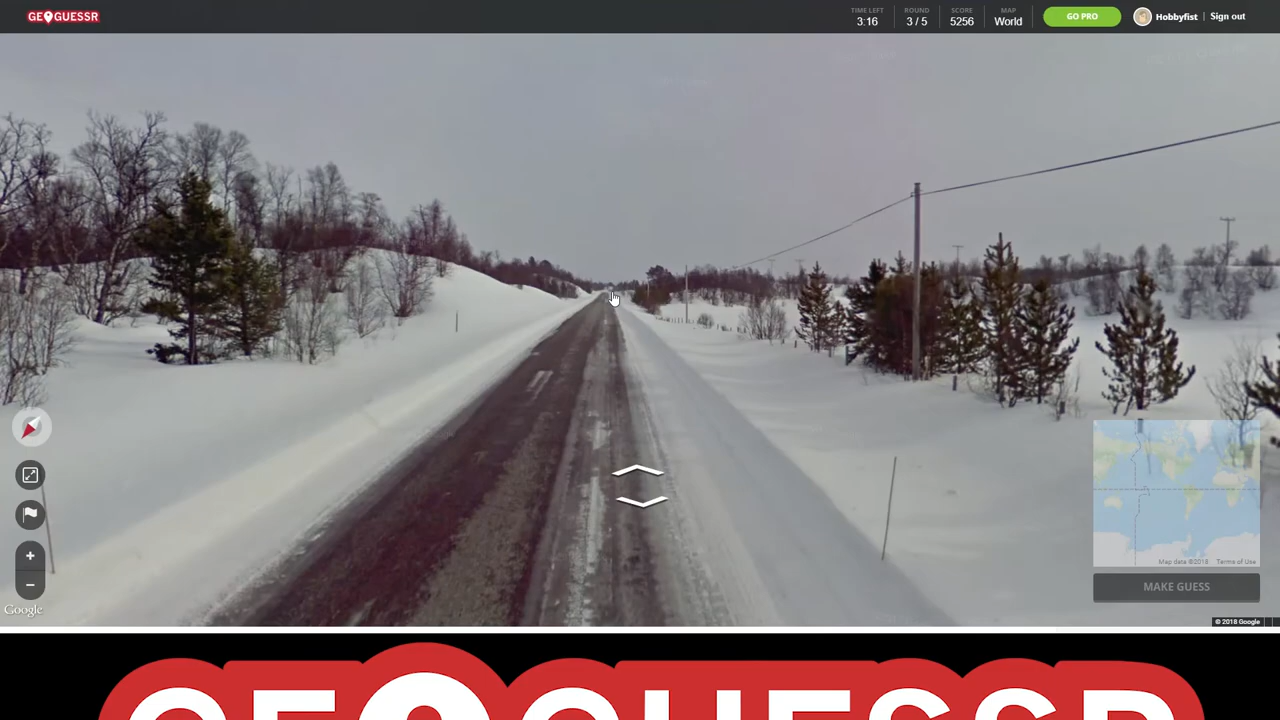 GEOGUESSR
TIME LEFT
3:16
ROUND
3 / 5
SCORE
5256
MAP
World
GO PRO
Hobbyfist | Sign out
Map data ©2018 Terms of Use
MAKE GUESS
Google
© 2018 Google
GEOGUESSR